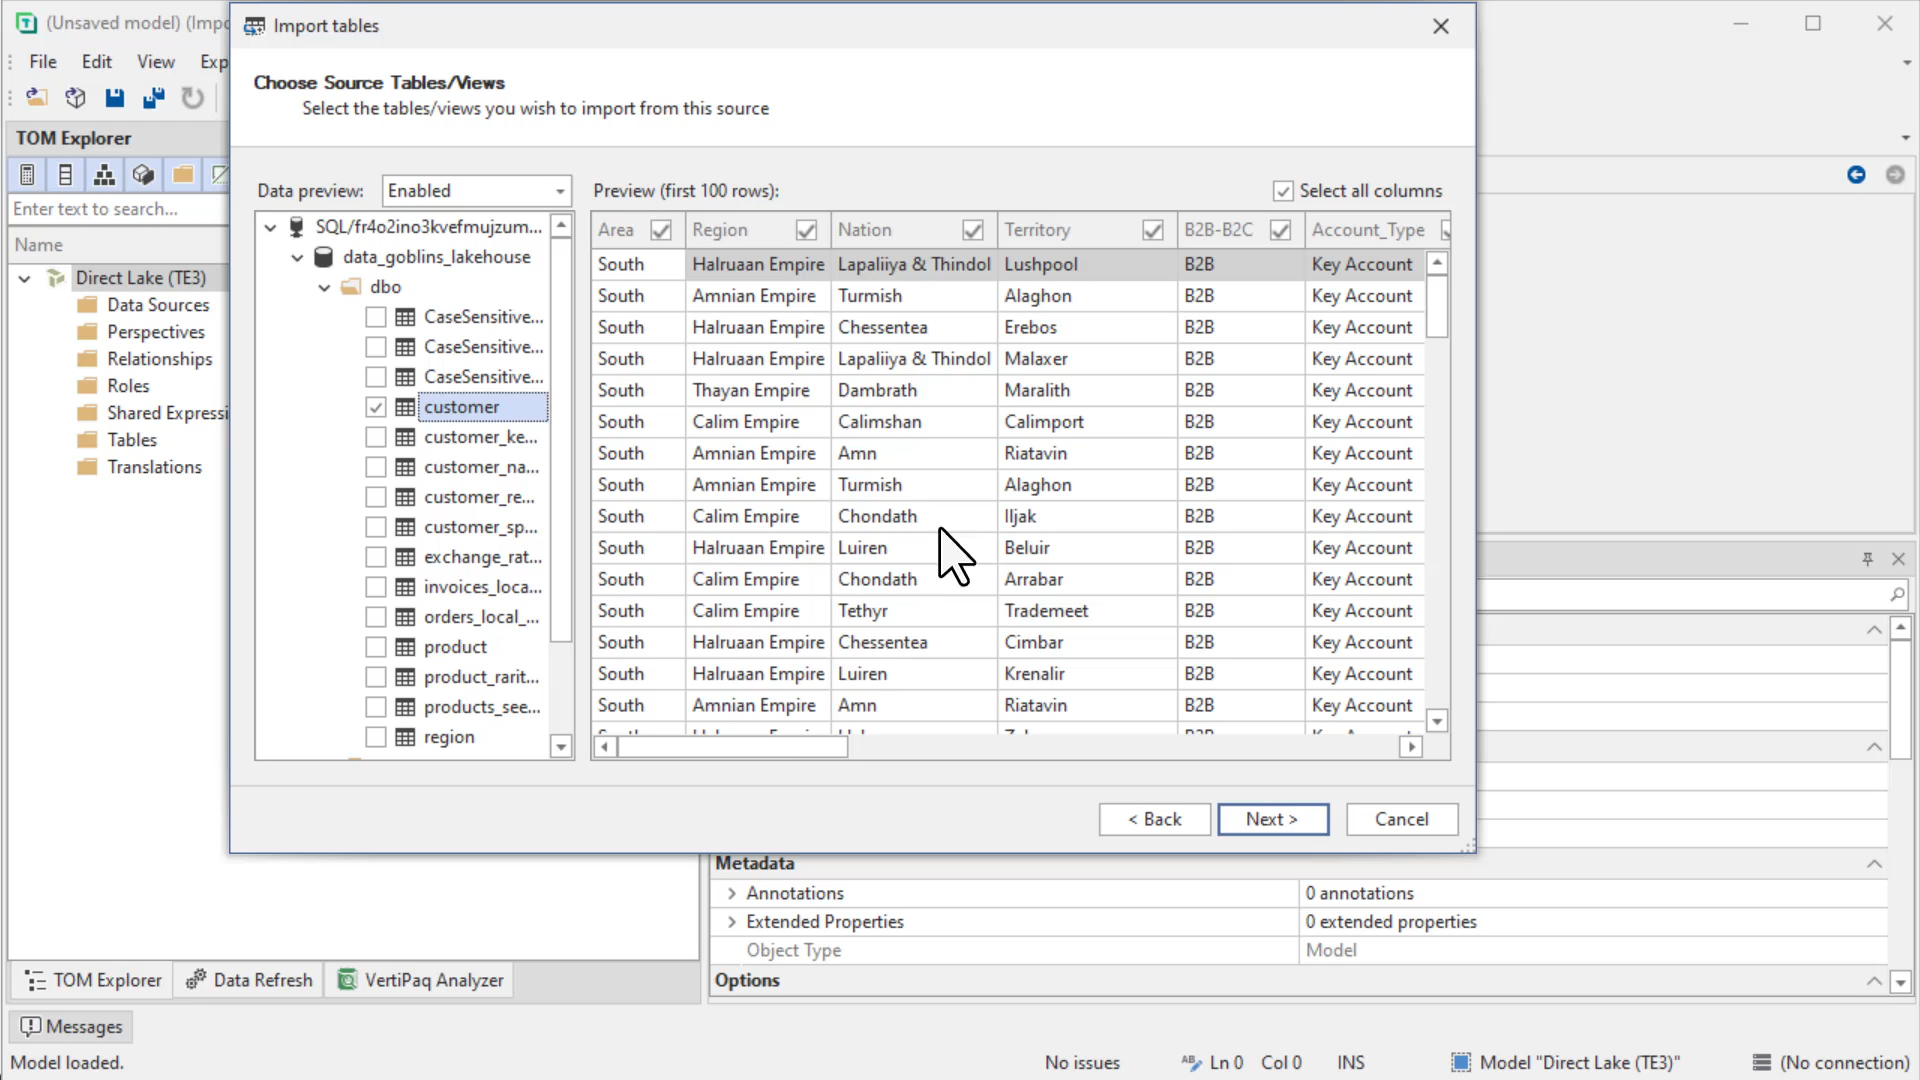 (Unsaved model) (Impo
File Edit View Exp
TOM Explorer
Enter text to search...
Name
Direct Lake (TE3)
Data Sources
Perspectives
Relationships
Roles
Shared Expressi
Tables
Translations
Import tables
Choose Source Tables/Views
Select the tables/views you wish to import from this source
Data preview: Enabled
Preview (first 100 rows):
Select all columns
SQL/fr4o2ino3kvefmujzum...
data_goblins_lakehouse
dbo
CaseSensitive...
CaseSensitive...
CaseSensitive...
customer
customer_ke...
customer_na...
customer_re...
customer_sp...
exchange_rat...
invoices_loca...
orders_local_...
product
product_rarit...
products_see...
region
Area Region Nation Territory B2B-B2C Account_Type
South Halruaan Empire Lapaliiya & Thindol Lushpool B2B Key Account
South Amnian Empire Turmish Alaghon B2B Key Account
South Halruaan Empire Chessentea Erebos B2B Key Account
South Halruaan Empire Lapaliiya & Thindol Malaxer B2B Key Account
South Thayan Empire Dambrath Maralith B2B Key Account
South Calim Empire Calimshan Calimport B2B Key Account
South Amnian Empire Amn Riatavin B2B Key Account
South Amnian Empire Turmish Alaghon B2B Key Account
South Calim Empire Chondath Iljak B2B Key Account
South Halruaan Empire Luiren Beluir B2B Key Account
South Calim Empire Chondath Arrabar B2B Key Account
South Calim Empire Tethyr Trademeet B2B Key Account
South Halruaan Empire Chessentea Cimbar B2B Key Account
South Halruaan Empire Luiren Krenalir B2B Key Account
South Amnian Empire Amn Riatavin B2B Key Account
< Back Next > Cancel
Metadata
Annotations 0 annotations
Extended Properties 0 extended properties
Object Type Model
Options
TOM Explorer Data Refresh VertiPaq Analyzer
Messages
Model loaded.
No issues Ln 0 Col 0 INS Model "Direct Lake (TE3)" (No connection)